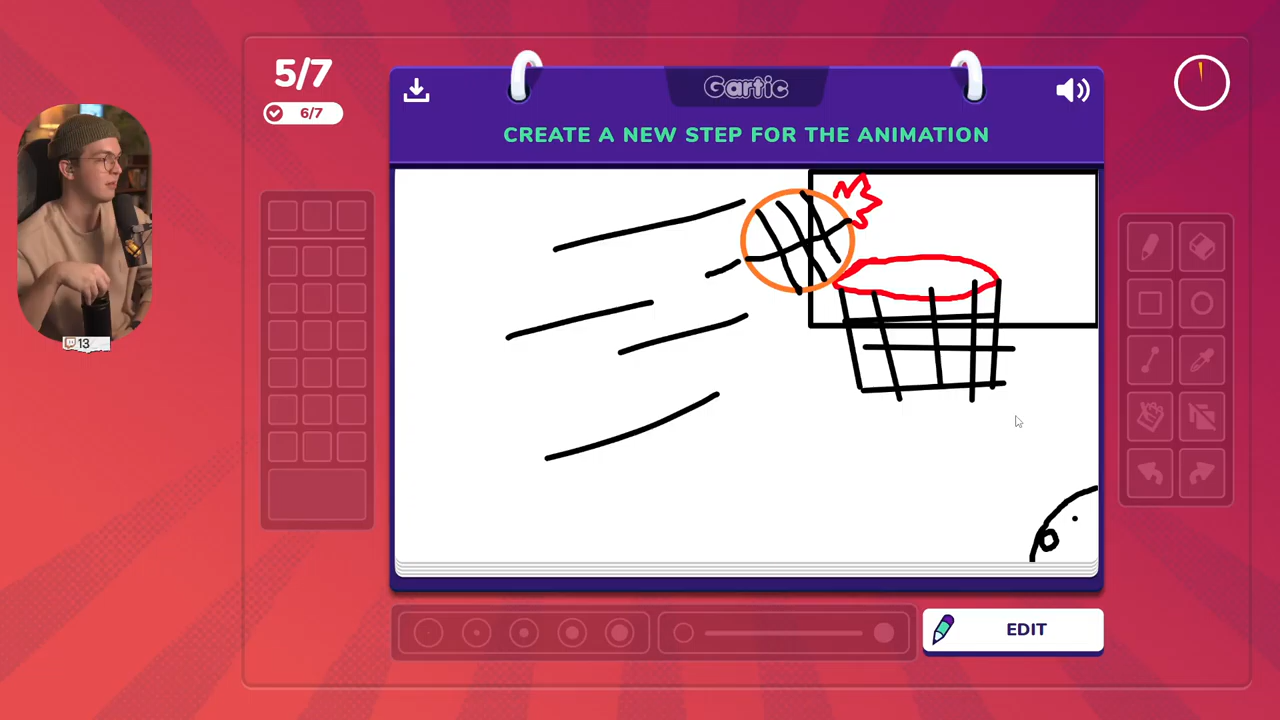 5/7
6/7
Gartic
CREATE A NEW STEP FOR THE ANIMATION
13
EDIT